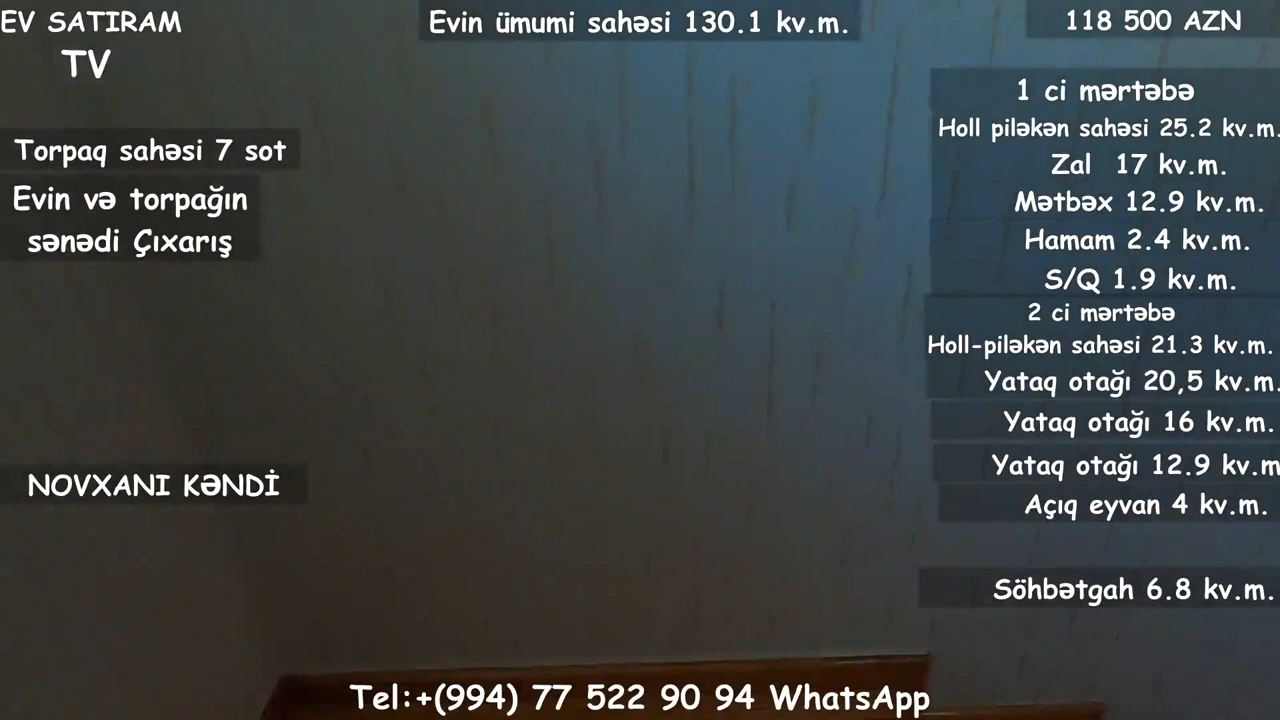 EV SATIRAM
TV
Evin ümumi sahəsi 130.1 kv.m.
118 500 AZN
Torpaq sahəsi 7 sot
Evin və torpağın
sənədi Çıxarış
NOVXANI KƏNDİ
1 ci mərtəbə
Holl piləkən sahəsi 25.2 kv.m.
Zal 17 kv.m.
Mətbəx 12.9 kv.m.
Hamam 2.4 kv.m.
S/Q 1.9 kv.m.
2 ci mərtəbə
Holl-piləkən sahəsi 21.3 kv.m.
Yataq otağı 20,5 kv.m.
Yataq otağı 16 kv.m.
Yataq otağı 12.9 kv.m
Açıq eyvan 4 kv.m.
Söhbətgah 6.8 kv.m.
Tel:+(994) 77 522 90 94 WhatsApp